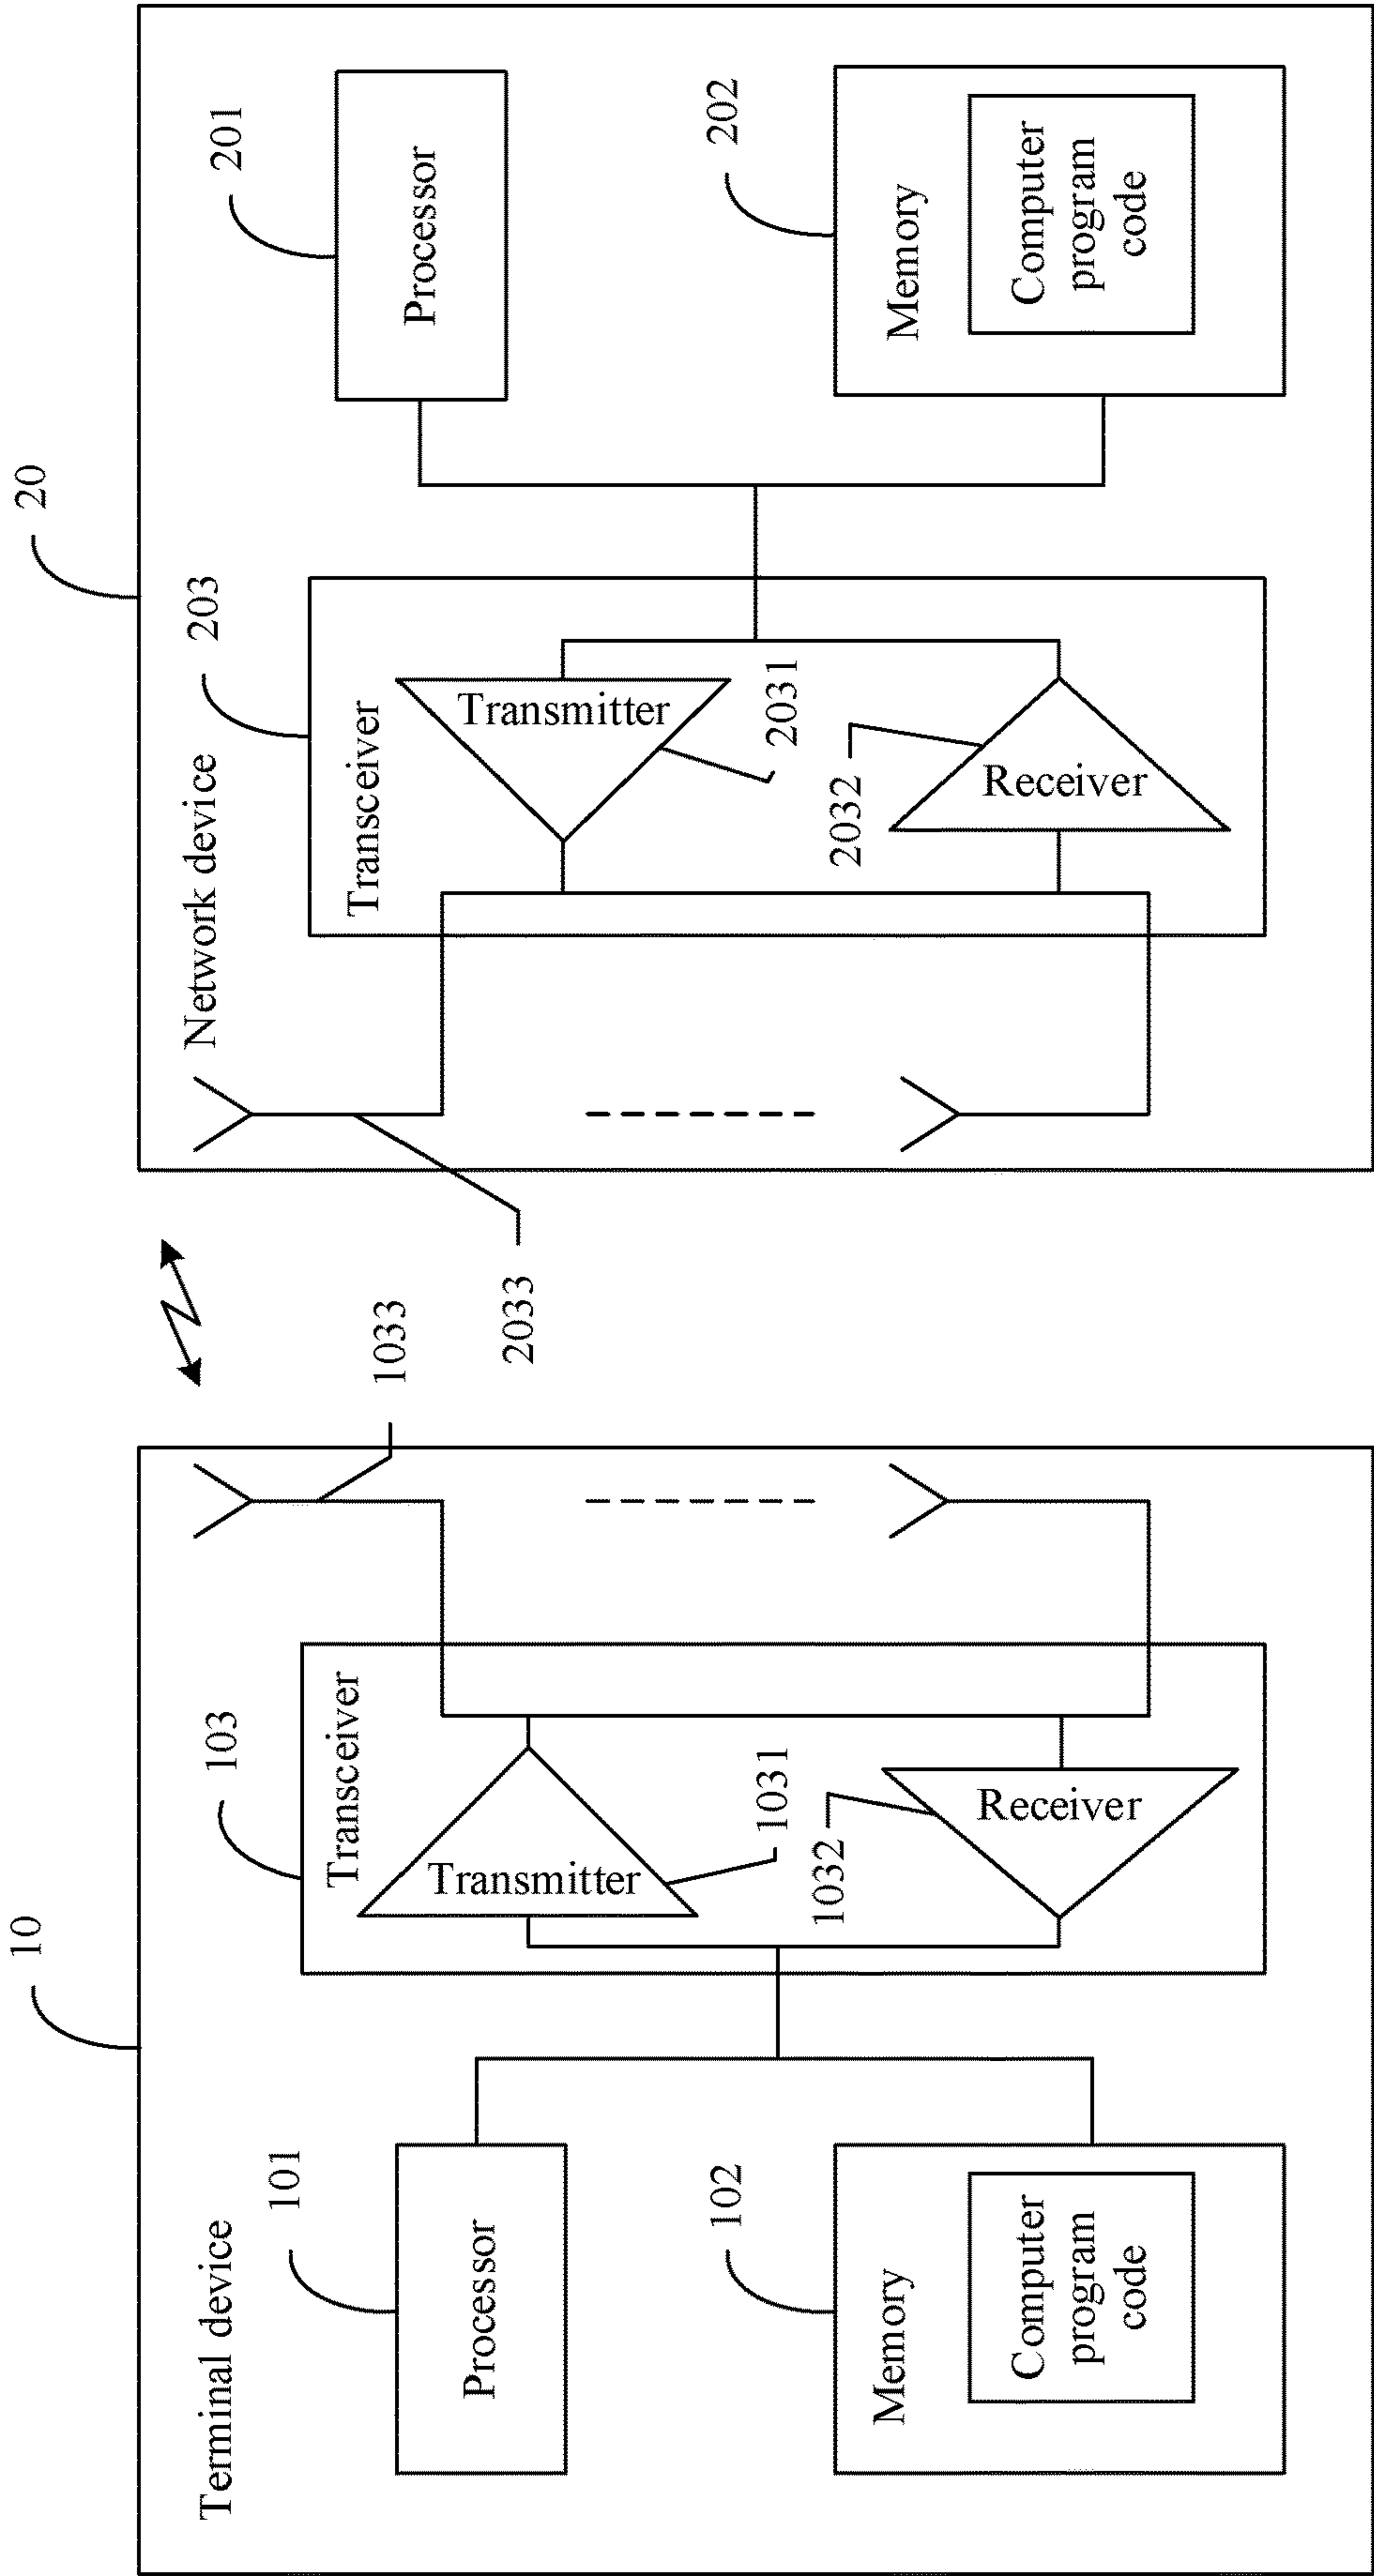 10
Terminal device
101
Processor
102
Memory
Computer
program
code
103
Transceiver
Transmitter
1031
1032
Receiver
1033
20
Network device
2033
203
Transceiver
Transmitter
2031
2032
Receiver
201
Processor
202
Memory
Computer
program
code